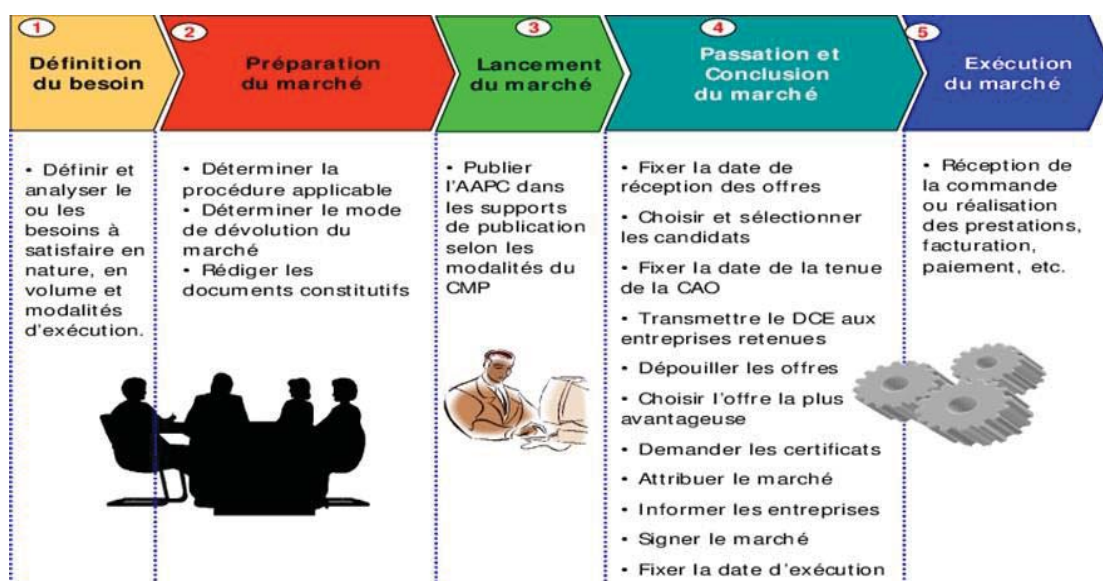 1
Définition
du besoin
2
Préparation
du marché
3
Lancement
du marché
4
Passation et
Conclusion
du marché
5
Exécution
du marché
• Définir et
analyser le
ou les
besoins à
satisfaire en
nature, en
volume et
modalités
d'exécution.
• Déterminer la
procédure applicable
• Déterminer le mode
de dévolution du
marché
• Rédiger les
documents constitutifs
• Publier
l'AAPC dans
les supports
de publication
selon les
modalités du
CMP
• Fixer la date de
réception des offres
• Choisir et sélectionner
les candidats
• Fixer la date de la tenue
de la CAO
• Transmettre le DCE aux
entreprises retenues
• Dépouiller les offres
• Choisir l'offre la plus
avantageuse
• Demander les certificats
• Attribuer le marché
• Informer les entreprises
• Signer le marché
• Fixer la date d'exécution
• Réception de
la commande
ou réalisation
des prestations,
facturation,
paiement, etc.